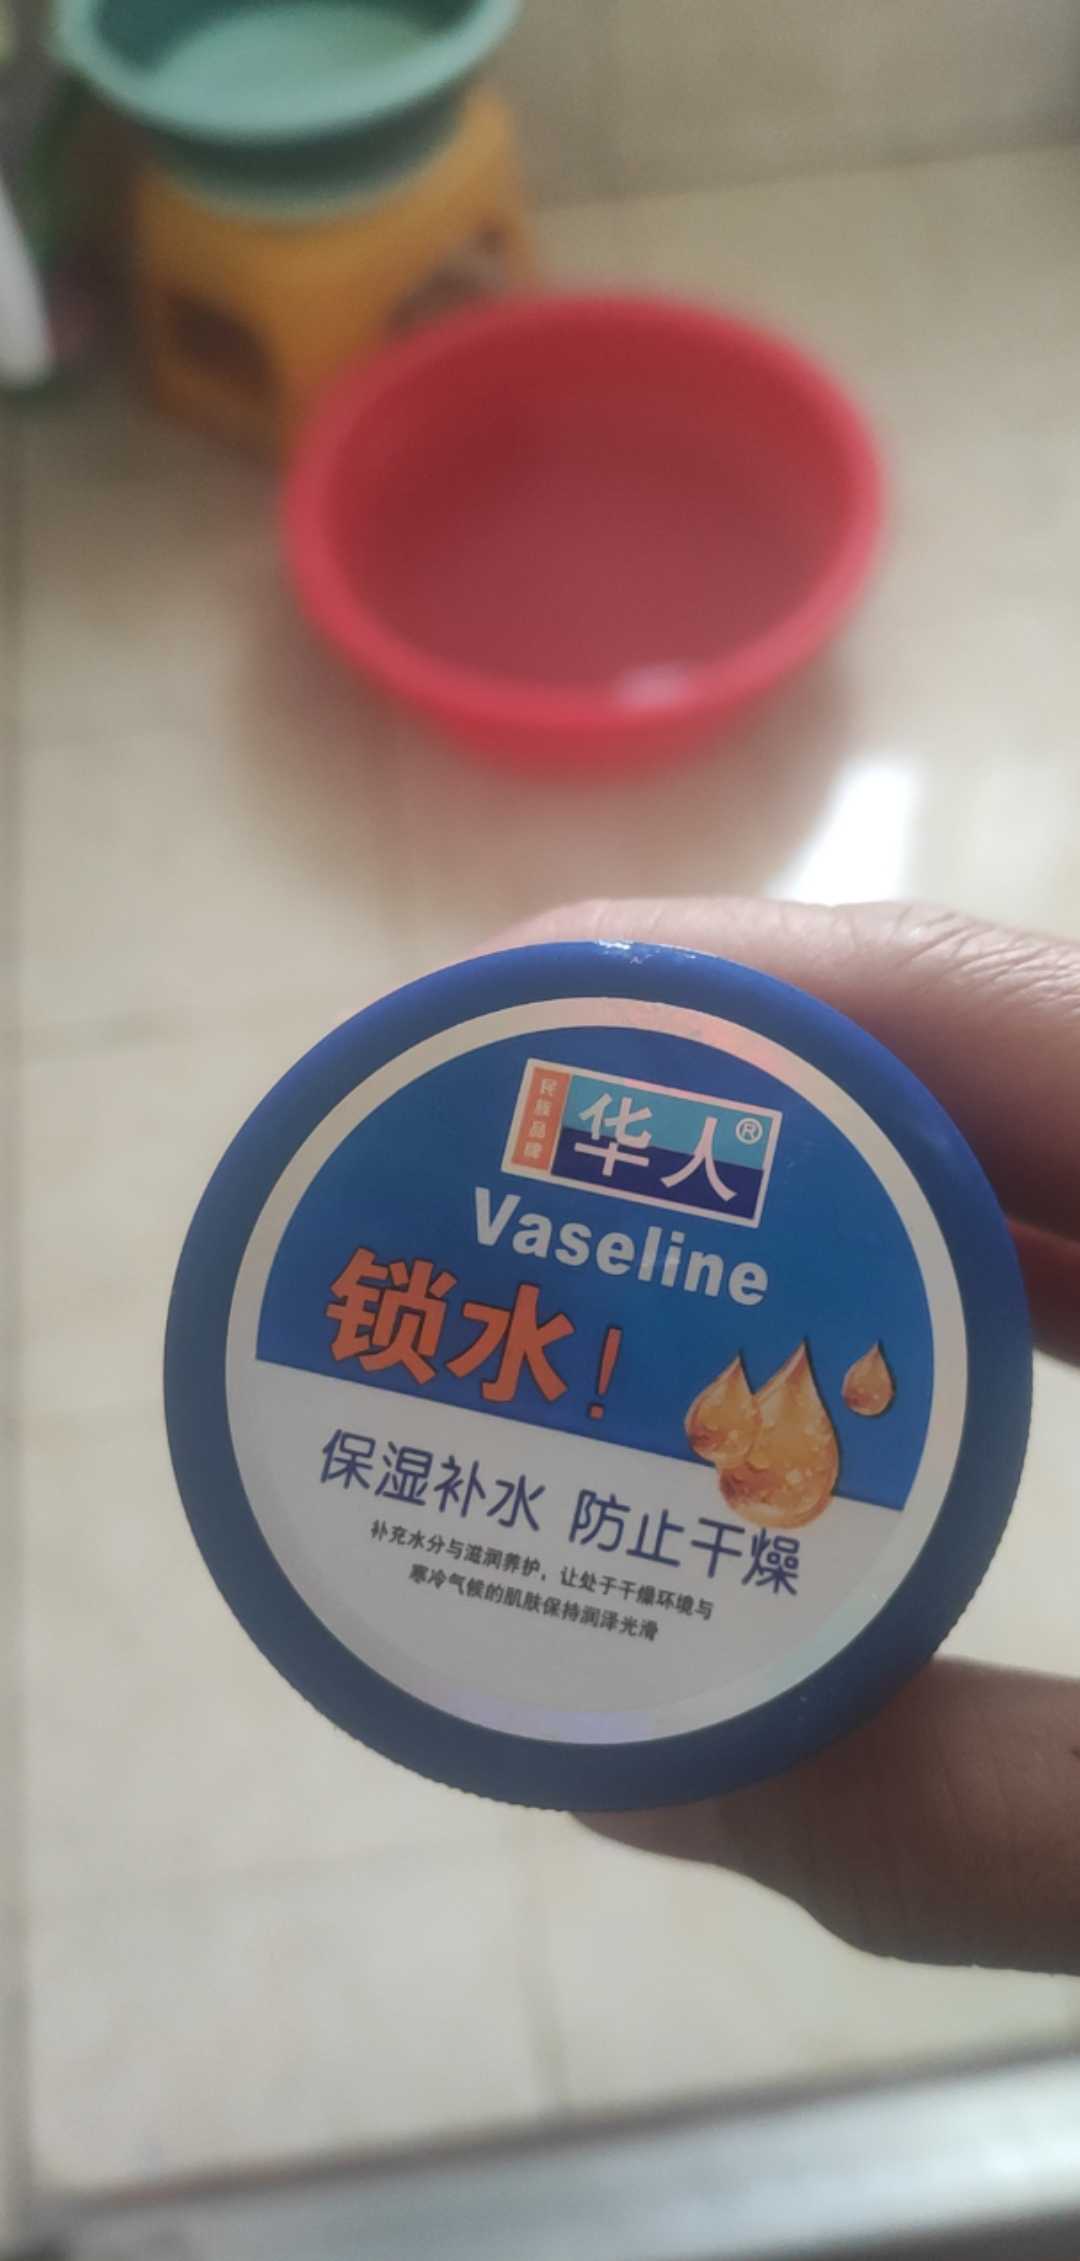 民族品牌
华人®
Vaseline
锁水！
保湿补水 防止干燥
补充水分与滋润养护，让处于干燥环境与
寒冷气候的肌肤保持润泽光滑